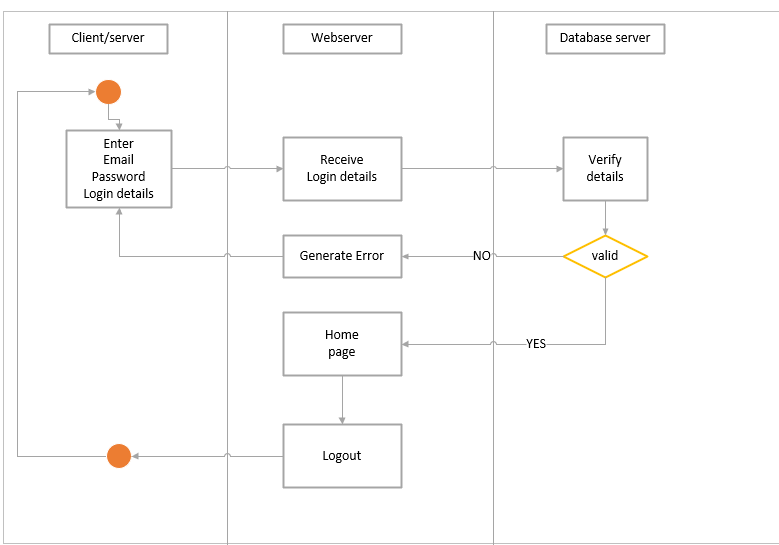 Client/server
Webserver
Database server
Enter
Email
Password
Login details
Receive
Login details
Verify
details
Generate Error
NO
valid
Home
page
YES
Logout